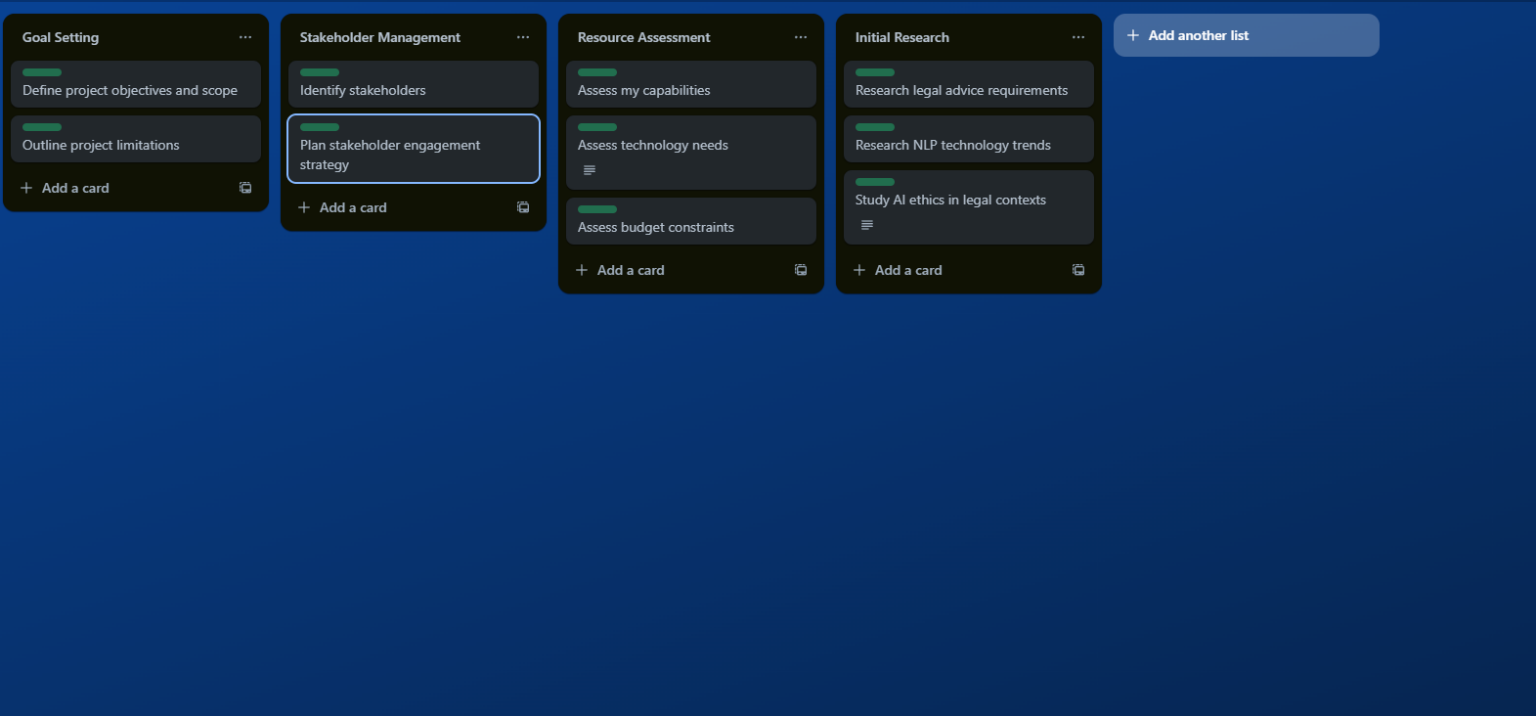 Goal Setting
Define project objectives and scope
Outline project limitations
Add a card
Stakeholder Management
Identify stakeholders
Plan stakeholder engagement
strategy
Add a card
Resource Assessment
Assess my capabilities
Assess technology needs
Assess budget constraints
Add a card
Initial Research
Research legal advice requirements
Research NLP technology trends
Study AI ethics in legal contexts
Add a card
Add another list